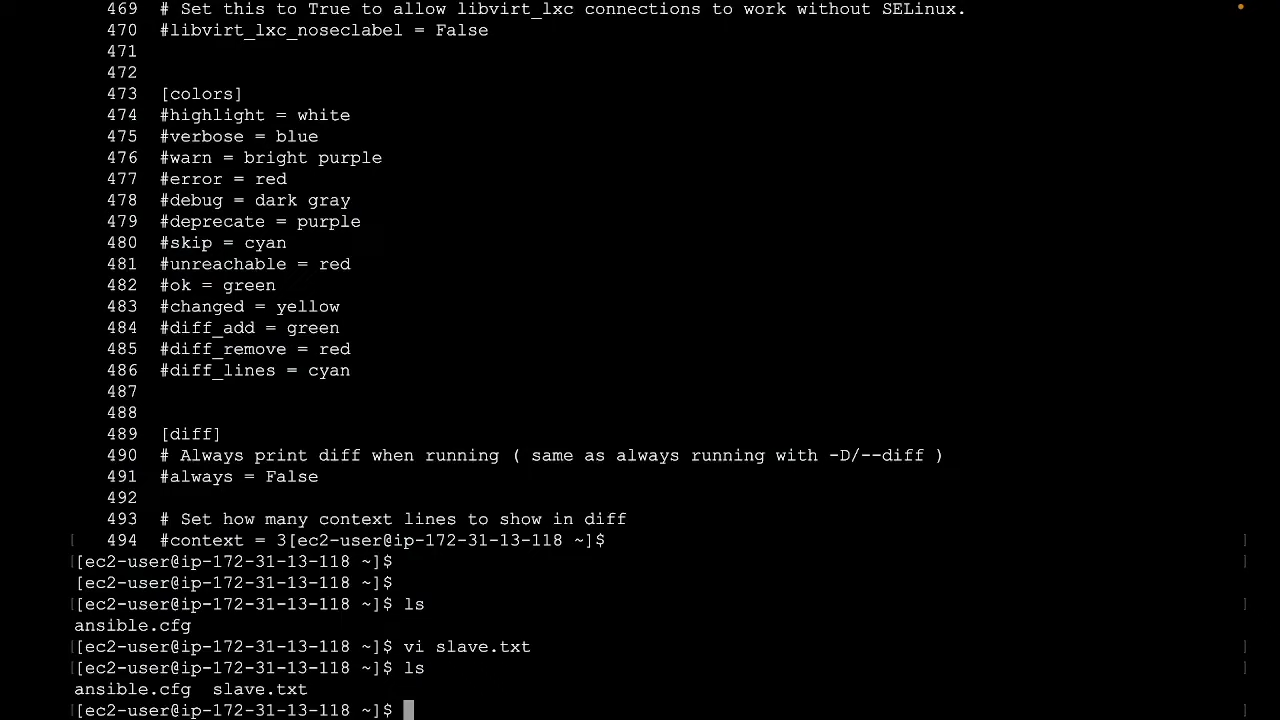 469 # Set this to True to allow libvirt_lxc connections to work without SELinux.
470 #libvirt_lxc_noseclabel = False
471
472
473 [colors]
474 #highlight = white
475 #verbose = blue
476 #warn = bright purple
477 #error = red
478 #debug = dark gray
479 #deprecate = purple
480 #skip = cyan
481 #unreachable = red
482 #ok = green
483 #changed = yellow
484 #diff_add = green
485 #diff_remove = red
486 #diff_lines = cyan
487
488
489 [diff]
490 # Always print diff when running ( same as always running with -D/--diff )
491 #always = False
492
493 # Set how many context lines to show in diff
[ 494 #context = 3[ec2-user@ip-172-31-13-118 ~]$ ]
[[ec2-user@ip-172-31-13-118 ~]$ ]
[ec2-user@ip-172-31-13-118 ~]$
[[ec2-user@ip-172-31-13-118 ~]$ ls ]
ansible.cfg
[[ec2-user@ip-172-31-13-118 ~]$ vi slave.txt ]
[[ec2-user@ip-172-31-13-118 ~]$ ls ]
ansible.cfg slave.txt
[ec2-user@ip-172-31-13-118 ~]$